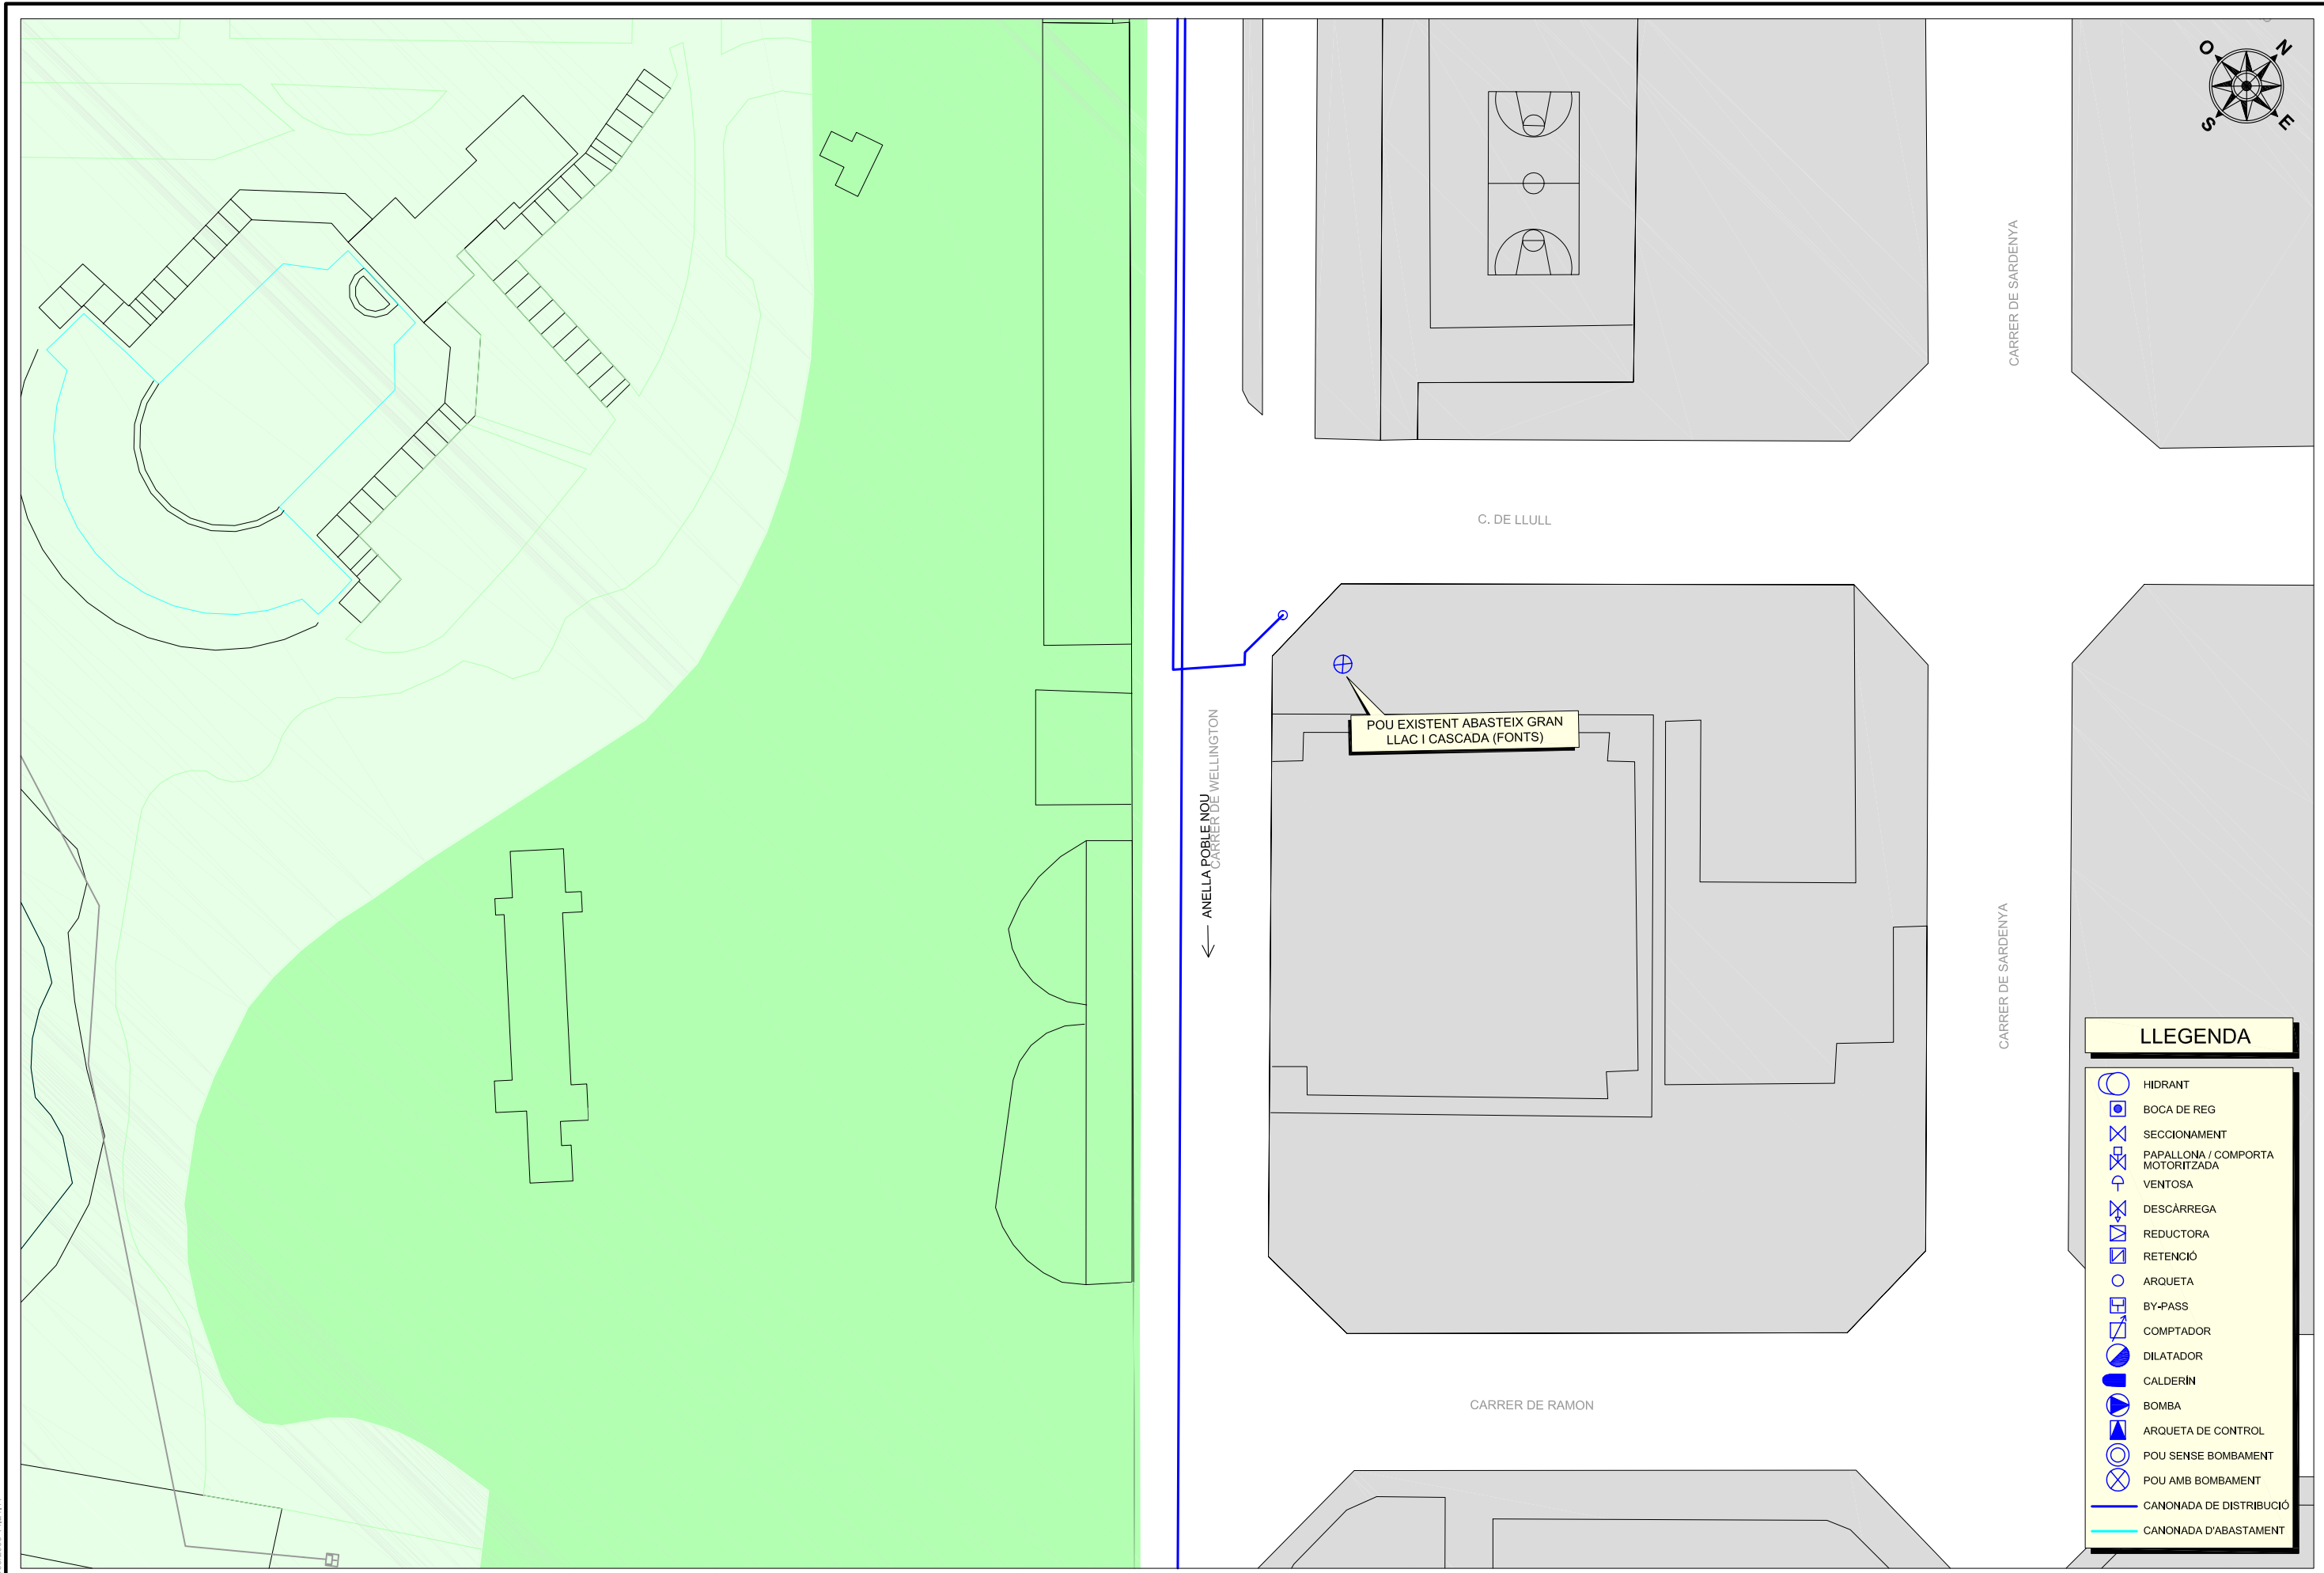 O
N
S
E
CARRER DE SARDENYA
C. DE LLULL
POU EXISTENT ABASTEIX GRAN
LLAC I CASCADA (FONTS)
CARRER DE WELLINGTON
ANELLA POBLE NOU
CARRER DE SARDENYA
CARRER DE RAMON
LLEGENDA
HIDRANT
BOCA DE REG
SECCIONAMENT
PAPALLONA / COMPORTA
MOTORITZADA
VENTOSA
DESCÀRREGA
REDUCTORA
RETENCIÓ
ARQUETA
BY-PASS
COMPTADOR
DILATADOR
CALDERÍN
BOMBA
ARQUETA DE CONTROL
POU SENSE BOMBAMENT
POU AMB BOMBAMENT
CANONADA DE DISTRIBUCIÓ
CANONADA D'ABASTAMENT